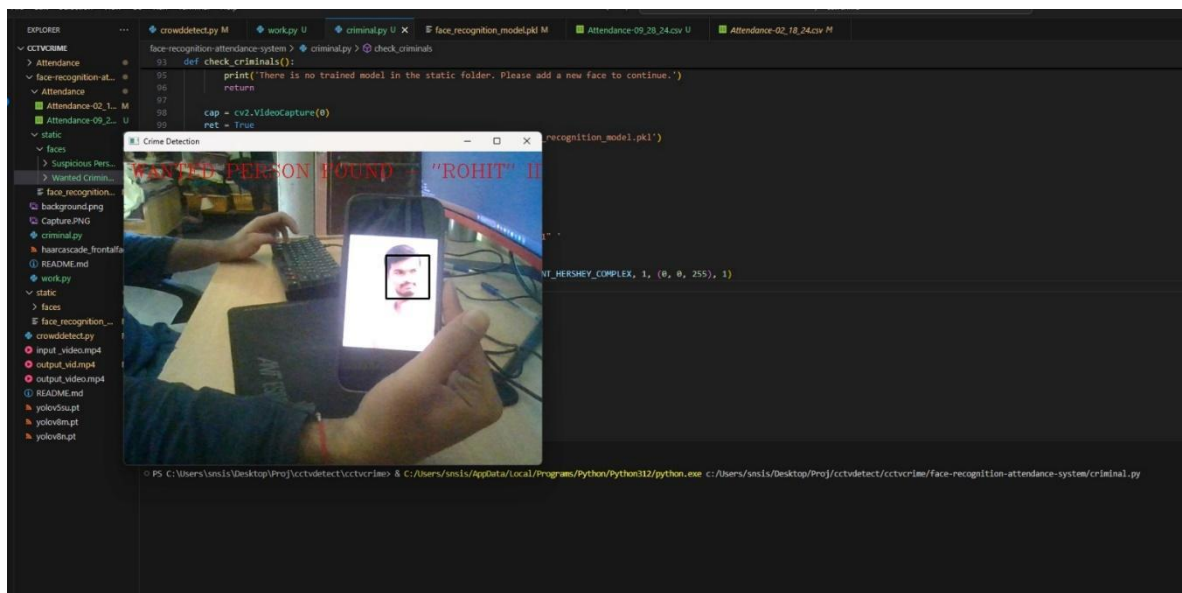 EXPLORER ...
crowddetect.py M
work.py U
criminal.py U
face_recognition_model.pkl M
Attendance-09_28_24.csv U
Attendance-02_18_24.csv M
CCTVCRIME
Attendance
face-recognition-at...
Attendance
Attendance-02_1... M
Attendance-09_2... U
static
faces
Suspicious Pers...
Wanted Crimin...
face_recognition...
background.png
Capture.PNG
criminal.py
haarcascade_frontalfa
README.md
work.py
static
faces
face_recognition_...
crowddetect.py
input_video.mp4
output_vid.mp4
output_video.mp4
README.md
yolov5su.pt
yolov8m.pt
yolov8n.pt
face-recognition-attendance-system > criminal.py > check_criminals
93 def check_criminals():
95 print('There is no trained model in the static folder. Please add a new face to continue.')
96 return
97
98 cap = cv2.VideoCapture(0)
99 ret = True
_recognition_model.pkl')
NT_HERSHEY_COMPLEX, 1, (0, 0, 255), 1)
Crime Detection
WANTED PERSON FOUND - "ROHIT" ID
PS C:\Users\snsis\Desktop\Proj\cctvdetect\cctvcrime> & C:/Users/snsis/AppData/Local/Programs/Python/Python312/python.exe c:/Users/snsis/Desktop/Proj/cctvdetect/cctvcrime/face-recognition-attendance-system/criminal.py